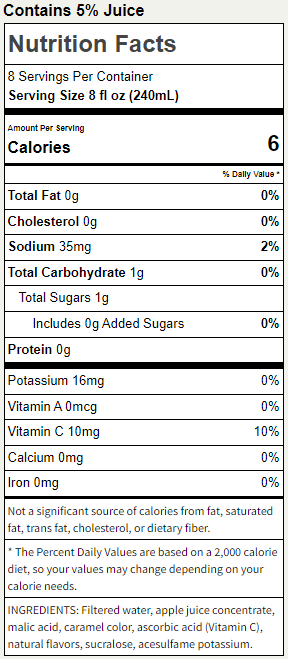 Contains 5% Juice
Nutrition Facts
8 Servings Per Container
Serving Size 8 fl oz (240mL)
Amount Per Serving
Calories 6
% Daily Value *
Total Fat 0g 0%
Cholesterol 0g 0%
Sodium 35mg 2%
Total Carbohydrate 1g 0%
Total Sugars 1g
Includes 0g Added Sugars 0%
Protein 0g
Potassium 16mg 0%
Vitamin A 0mcg 0%
Vitamin C 10mg 10%
Calcium 0mg 0%
Iron 0mg 0%
Not a significant source of calories from fat, saturated
fat, trans fat, cholesterol, or dietary fiber.
* The Percent Daily Values are based on a 2,000 calorie
diet, so your values may change depending on your
calorie needs.
INGREDIENTS: Filtered water, apple juice concentrate,
malic acid, caramel color, ascorbic acid (Vitamin C),
natural flavors, sucralose, acesulfame potassium.